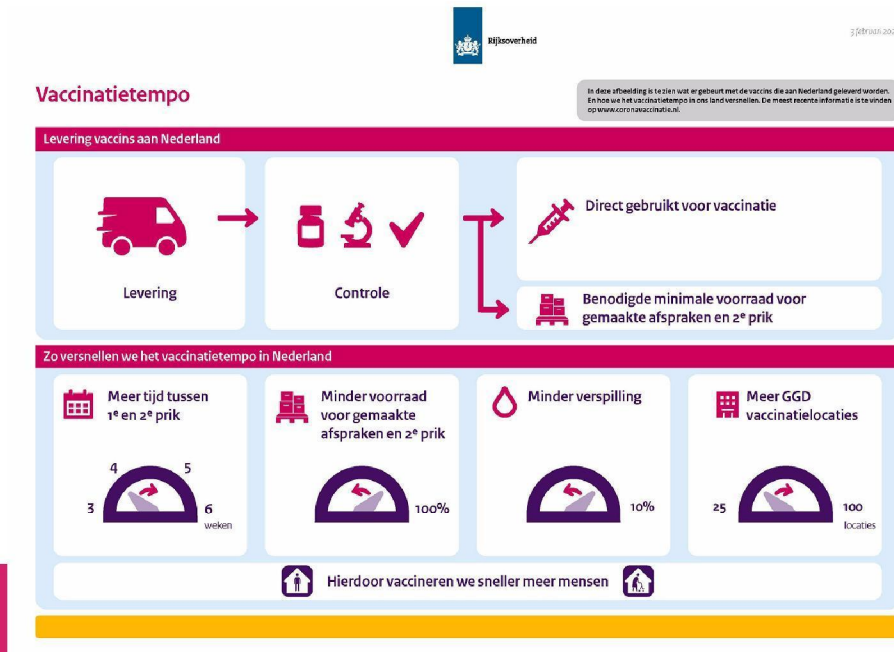 Rijksoverheid
3 februari 202
Vaccinatietempo
In deze afbeelding is te zien wat er gebeurt met de vaccins die aan Nederland geleverd worden.
En hoe we het vaccinatietempo in ons land versnellen. De meest recente informatie is te vinden
op www.coronavaccinatie.nl.
Levering vaccins aan Nederland
Levering
Controle
Direct gebruikt voor vaccinatie
Benodigde minimale voorraad voor
gemaakte afspraken en 2e prik
Zo versnellen we het vaccinatietempo in Nederland
Meer tijd tussen
1e en 2e prik
3
4
5
6
weken
Minder voorraad
voor gemaakte
afspraken en 2e prik
100%
Minder verspilling
10%
Meer GGD
vaccinatielocaties
25
100
locaties
Hierdoor vaccineren we sneller meer mensen